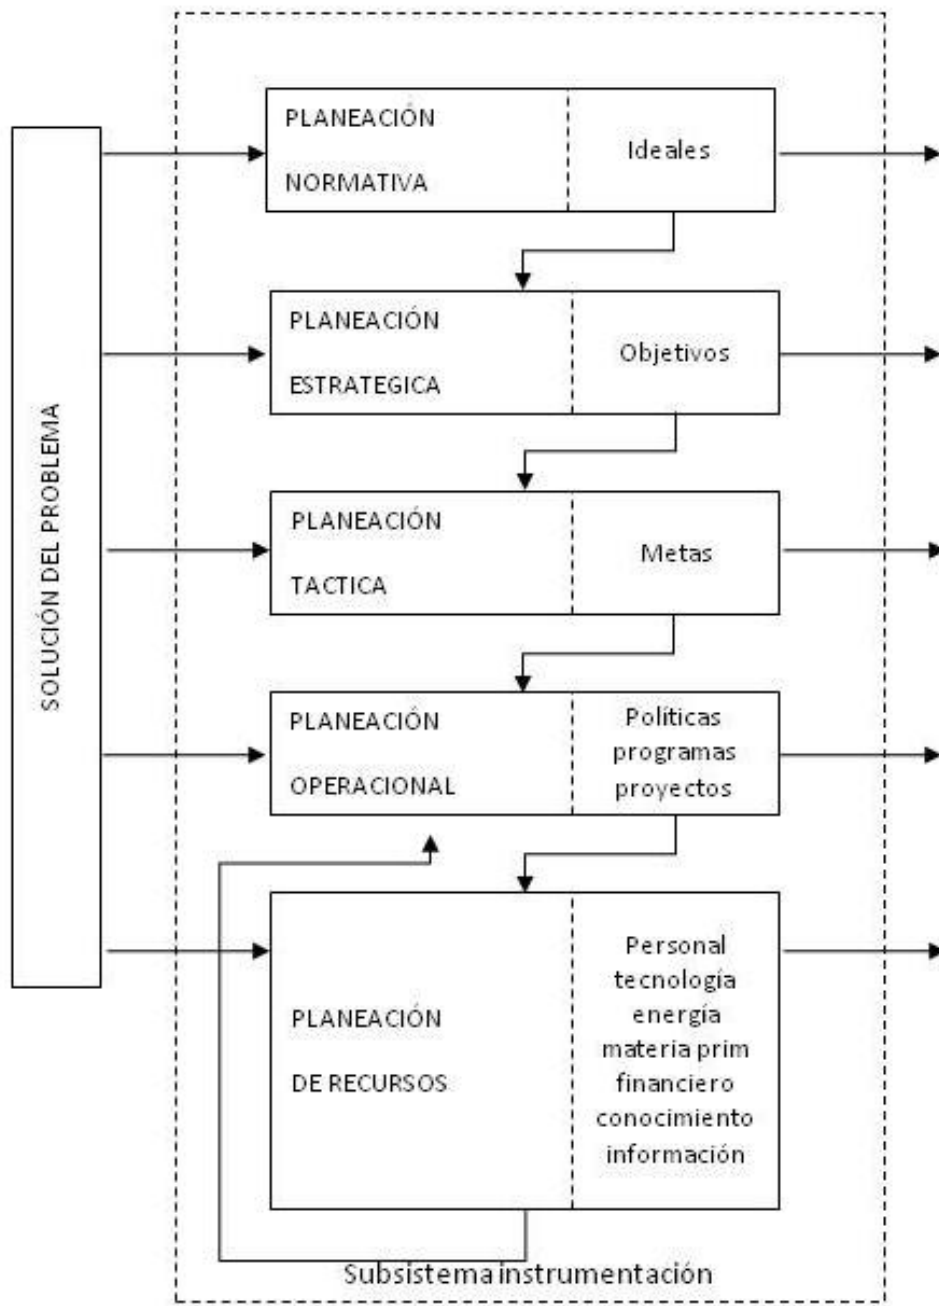 SOLUCIÓN DEL PROBLEMA
PLANEACIÓN
NORMATIVA
Ideales
PLANEACIÓN
ESTRATEGICA
Objetivos
PLANEACIÓN
TACTICA
Metas
PLANEACIÓN
OPERACIONAL
Políticas
programas
proyectos
PLANEACIÓN
DE RECURSOS
Personal
tecnología
energía
materia prim
financiero
conocimiento
información
Subsistema instrumentación